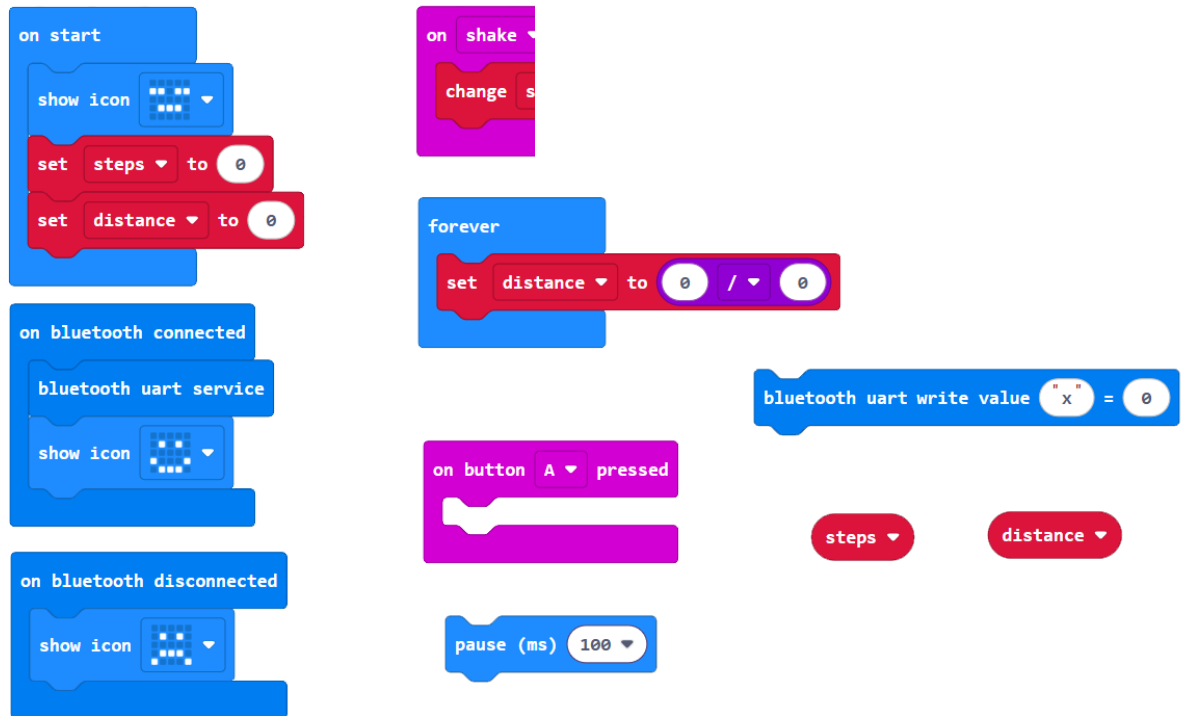 on start
show icon
set steps to 0
set distance to 0
on bluetooth connected
bluetooth uart service
show icon
on bluetooth disconnected
show icon
on shake
change s
forever
set distance to 0 / 0
on button A pressed
pause (ms) 100
bluetooth uart write value "x" = 0
steps
distance